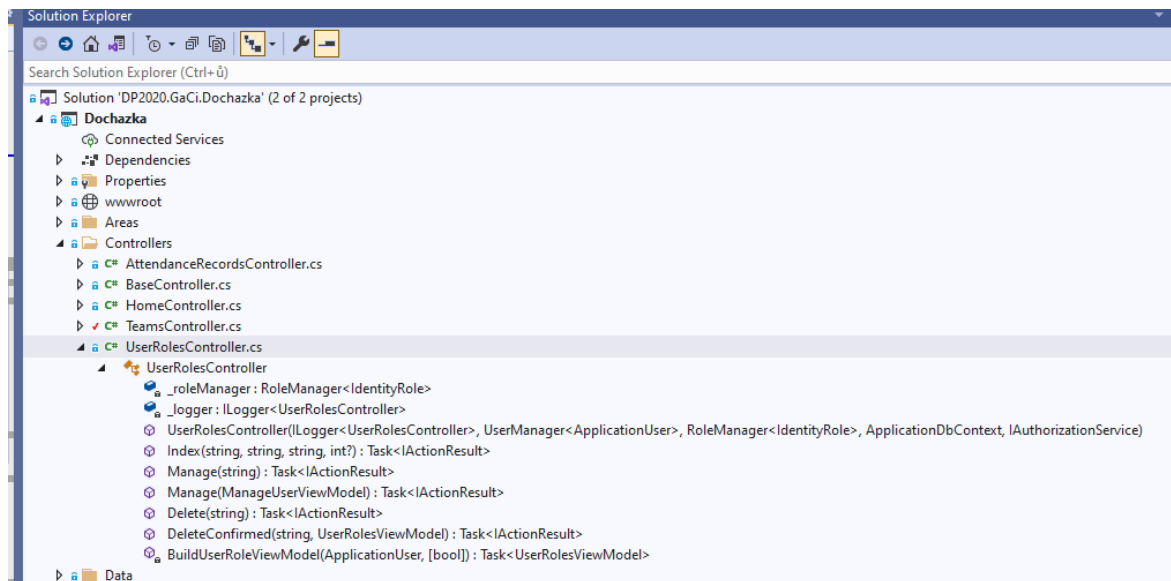 Solution Explorer
Search Solution Explorer (Ctrl+ů)
Solution 'DP2020.GaCi.Dochazka' (2 of 2 projects)
Dochazka
Connected Services
Dependencies
Properties
wwwroot
Areas
Controllers
C# AttendanceRecordsController.cs
C# BaseController.cs
C# HomeController.cs
C# TeamsController.cs
C# UserRolesController.cs
UserRolesController
_roleManager : RoleManager<IdentityRole>
_logger : ILogger<UserRolesController>
UserRolesController(ILogger<UserRolesController>, UserManager<ApplicationUser>, RoleManager<IdentityRole>, ApplicationDbContext, IAuthorizationService)
Index(string, string, string, int?) : Task<IActionResult>
Manage(string) : Task<IActionResult>
Manage(ManageUserViewModel) : Task<IActionResult>
Delete(string) : Task<IActionResult>
DeleteConfirmed(string, UserRolesViewModel) : Task<IActionResult>
BuildUserRoleViewModel(ApplicationUser, [bool]) : Task<UserRolesViewModel>
Data